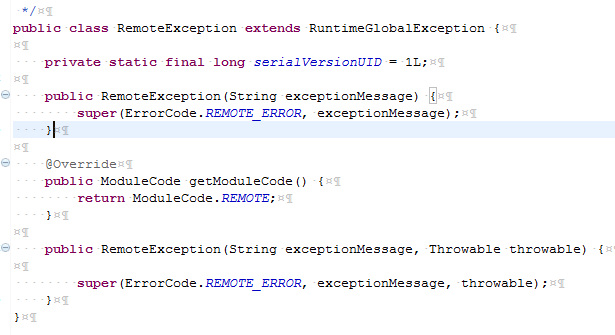 */¤¶
public class RemoteException extends RuntimeGlobalException {¤¶
¤¶
····private static final long serialVersionUID = 1L;¤¶
·¤¶
····public RemoteException(String exceptionMessage) {¤¶
········super(ErrorCode.REMOTE_ERROR, exceptionMessage);¤¶
····}¤¶
¤¶
····@Override¤¶
····public ModuleCode getModuleCode() {¤¶
········return ModuleCode.REMOTE;¤¶
····}¤¶
¤¶
····public RemoteException(String exceptionMessage, Throwable throwable) {¤¶
¤¶
········super(ErrorCode.REMOTE_ERROR, exceptionMessage, throwable);¤¶
····}¤¶
}¤¶